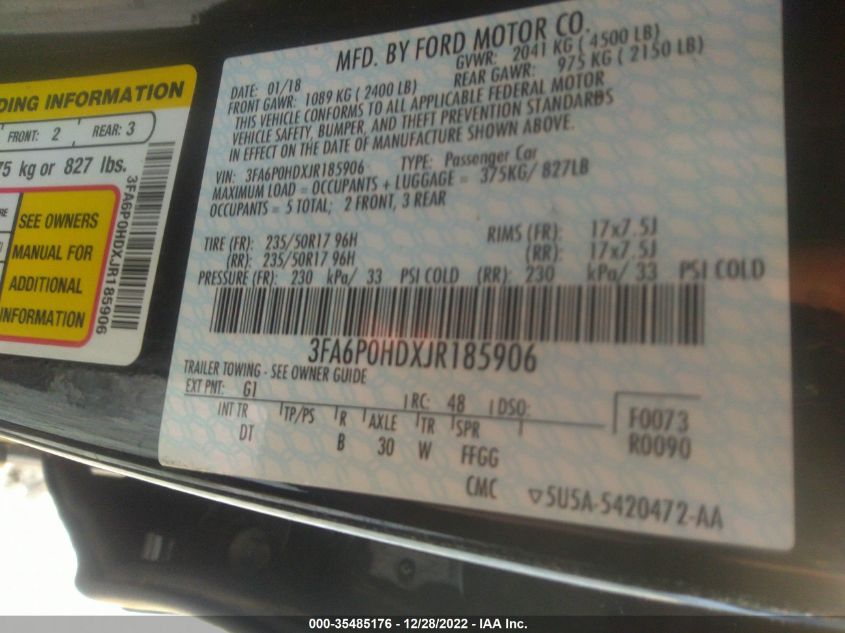 DING INFORMATION
FRONT: 2 REAR: 3
75 kg or 827 lbs.
SEE OWNERS
MANUAL FOR
ADDITIONAL
INFORMATION
3FA6P0HDXJR185906
MFD. BY FORD MOTOR CO.
DATE: 01/18 GVWR: 2041 KG ( 4500 LB)
FRONT GAWR: 1089 KG ( 2400 LB) REAR GAWR: 975 KG ( 2150 LB)
THIS VEHICLE CONFORMS TO ALL APPLICABLE FEDERAL MOTOR
VEHICLE SAFETY, BUMPER, AND THEFT PREVENTION STANDARDS
IN EFFECT ON THE DATE OF MANUFACTURE SHOWN ABOVE.
VIN: 3FA6P0HDXJR185906 TYPE: Passenger Car
MAXIMUM LOAD = OCCUPANTS + LUGGAGE = 375KG/ 827LB
OCCUPANTS = 5 TOTAL; 2 FRONT, 3 REAR
TIRE (FR): 235/50R17 96H RIMS (FR): 17x7.5J
(RR): 235/50R17 96H (RR): 17x7.5J
PRESSURE (FR): 230 kPa/ 33 PSI COLD (RR): 230 kPa/ 33 PSI COLD
3FA6P0HDXJR185906
TRAILER TOWING - SEE OWNER GUIDE
EXT PNT: G1 RC: 48 DSO: F0073
INT TR TP/PS R AXLE TR SPR R0090
DT B 30 W FFGG
CMC ▽5U5A-5420472-AA
000-35485176 - 12/28/2022 - IAA Inc.